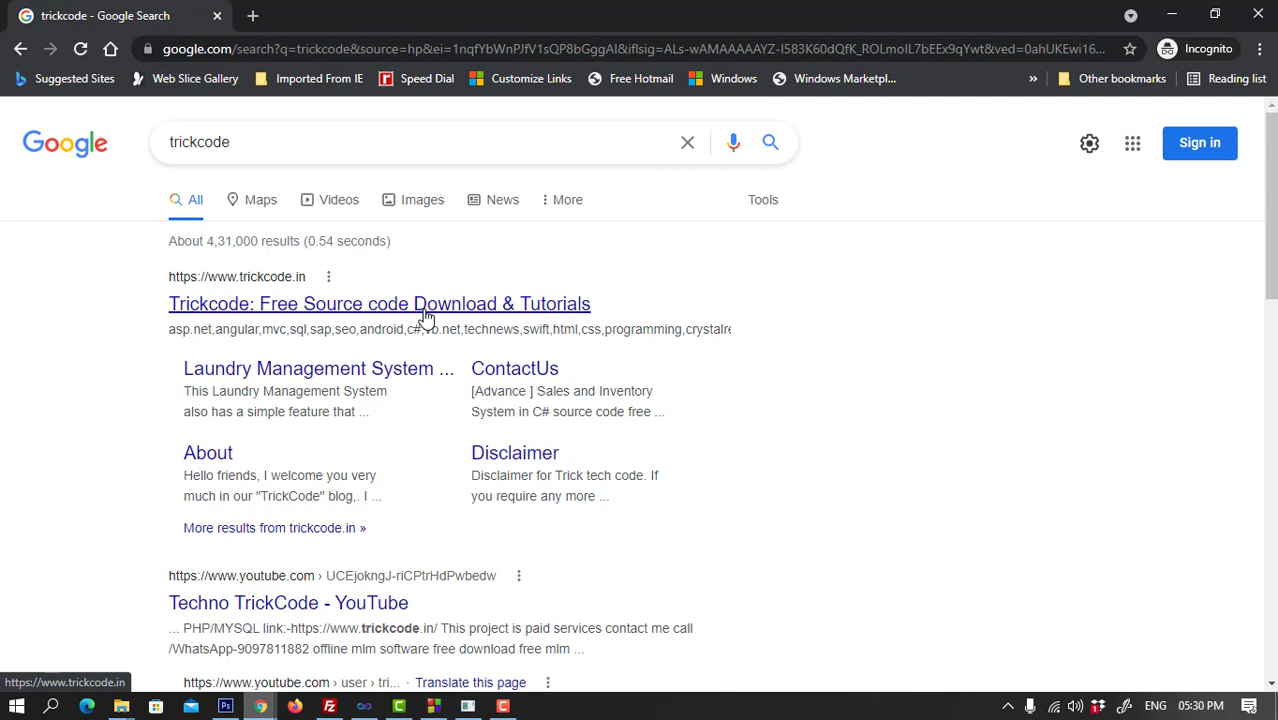 trickcode - Google Search
google.com/search?q=trickcode&source=hp&ei=1nqfYbWnPJfV1sQP8bGggAI&iflsig=ALs-wAMAAAAAYZ-I583K60dQfK_ROLmolL7bEEx9qYwt&ved=0ahUKEwi16...
Incognito
Suggested Sites
Web Slice Gallery
Imported From IE
Speed Dial
Customize Links
Free Hotmail
Windows
Windows Marketpl...
»
Other bookmarks
Reading list
Google
trickcode
Sign in
All
Maps
Videos
Images
News
More
Tools
About 4,31,000 results (0.54 seconds)
https://www.trickcode.in
Trickcode: Free Source code Download & Tutorials
asp.net,angular,mvc,sql,sap,seo,android,c#,vb.net,technews,swift,html,css,programming,crystalre
Laundry Management System ...
This Laundry Management System
also has a simple feature that ...
ContactUs
[Advance ] Sales and Inventory
System in C# source code free ...
About
Hello friends, I welcome you very
much in our "TrickCode" blog,. I ...
Disclaimer
Disclaimer for Trick tech code. If
you require any more ...
More results from trickcode.in »
https://www.youtube.com › UCEjokngJ-riCPtrHdPwbedw
Techno TrickCode - YouTube
... PHP/MYSQL link:-https://www.trickcode.in/ This project is paid services contact me call
/WhatsApp-9097811882 offline mlm software free download free mlm ...
https://www.youtube.com › user › tri... · Translate this page
https://www.trickcode.in
Ps
Fz
ENG
05:30 PM